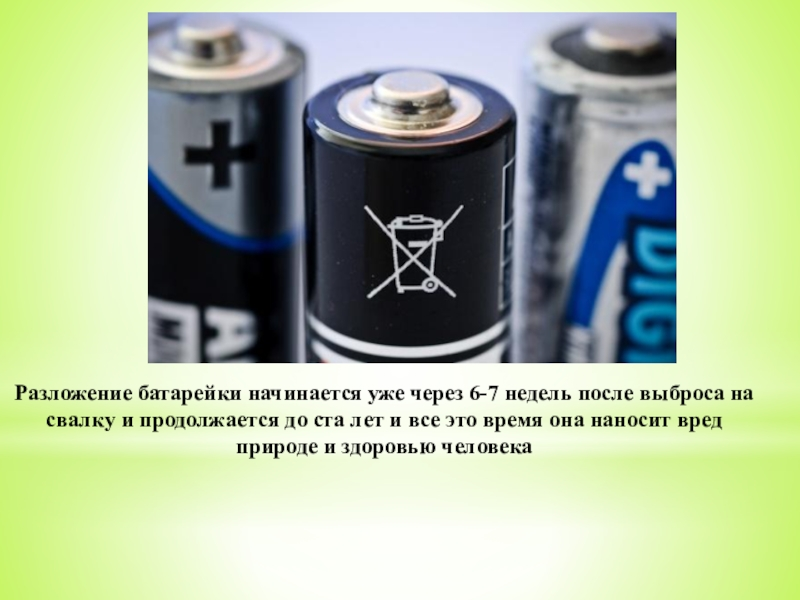 +
+
DIGI
Разложение батарейки начинается уже через 6-7 недель после выброса на
свалку и продолжается до ста лет и все это время она наносит вред
природе и здоровью человека